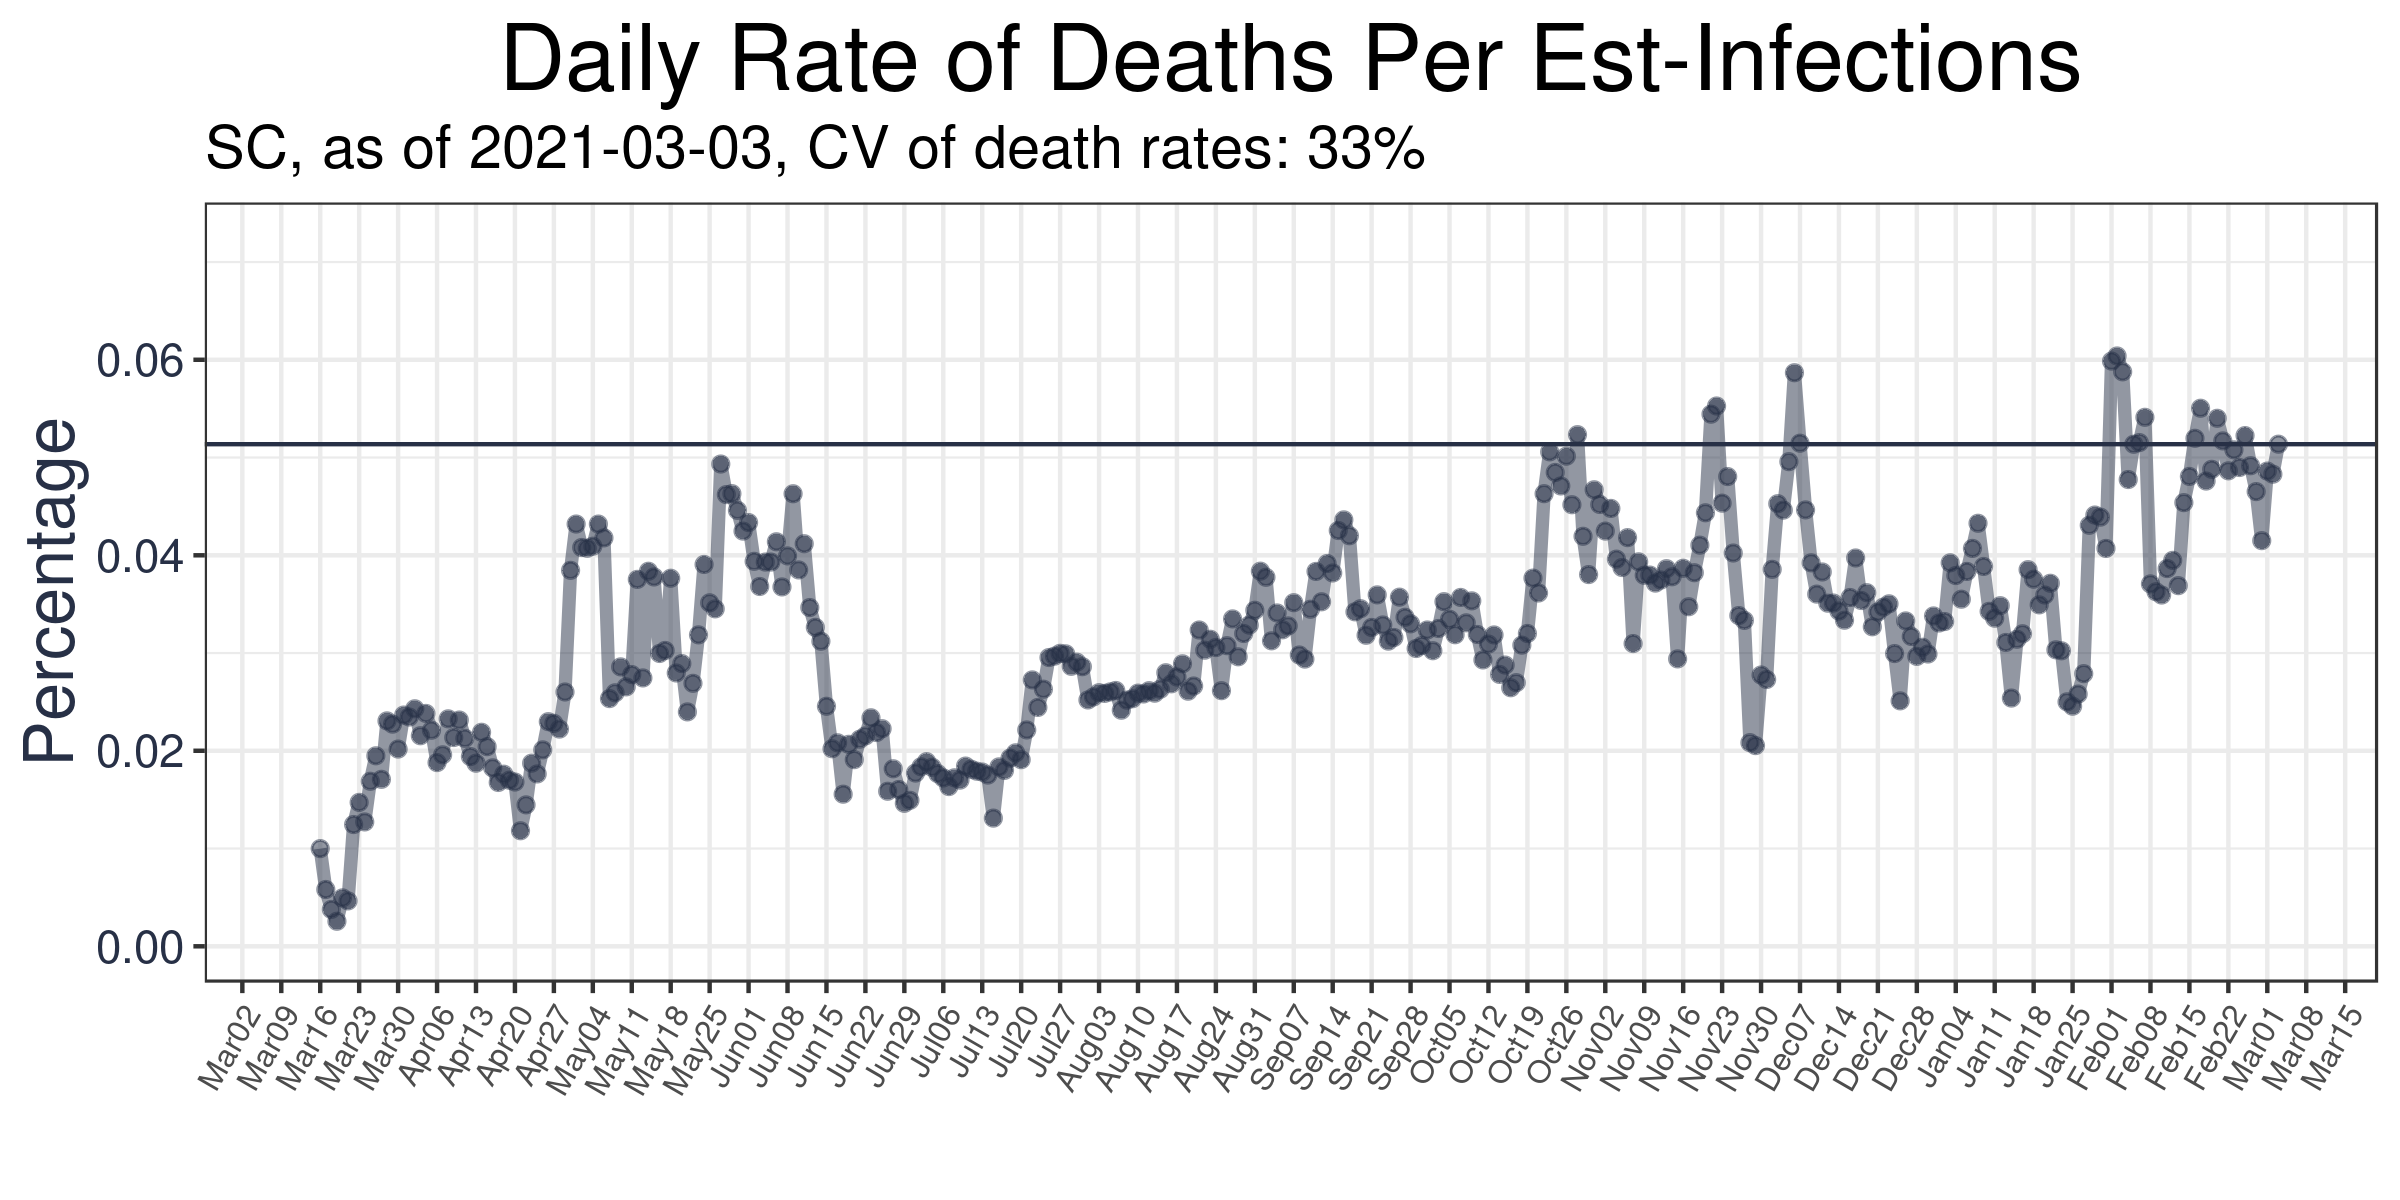 Daily Rate of Deaths Per Est-Infections
SC, as of 2021-03-03, CV of death rates: 33%
Percentage
0.06
0.04
0.02
0.00
Mar02 Mar09 Mar16 Mar23 Mar30 Apr06 Apr13 Apr20 Apr27 May04 May11 May18 May25 Jun01 Jun08 Jun15 Jun22 Jun29 Jul06 Jul13 Jul20 Jul27 Aug03 Aug10 Aug17 Aug24 Aug31 Sep07 Sep14 Sep21 Sep28 Oct05 Oct12 Oct19 Oct26 Nov02 Nov09 Nov16 Nov23 Nov30 Dec07 Dec14 Dec21 Dec28 Jan04 Jan11 Jan18 Jan25 Feb01 Feb08 Feb15 Feb22 Mar01 Mar08 Mar15